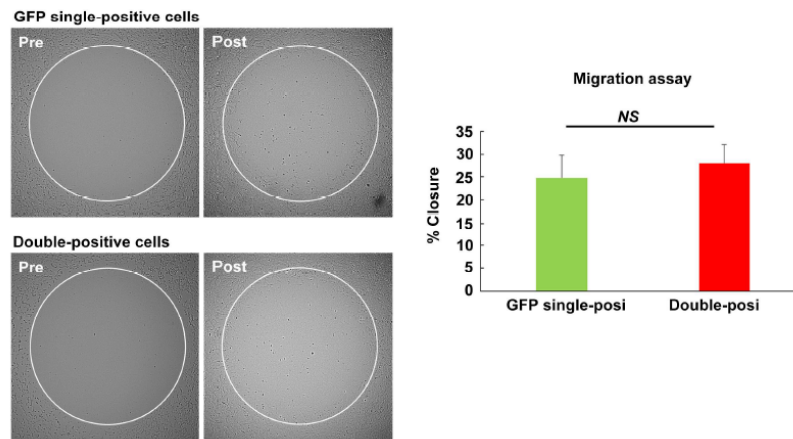 GFP single-positive cells
Pre
Post
Double-positive cells
Pre
Post
Migration assay
NS
% Closure
35
30
25
20
15
10
5
0
GFP single-posi
Double-posi